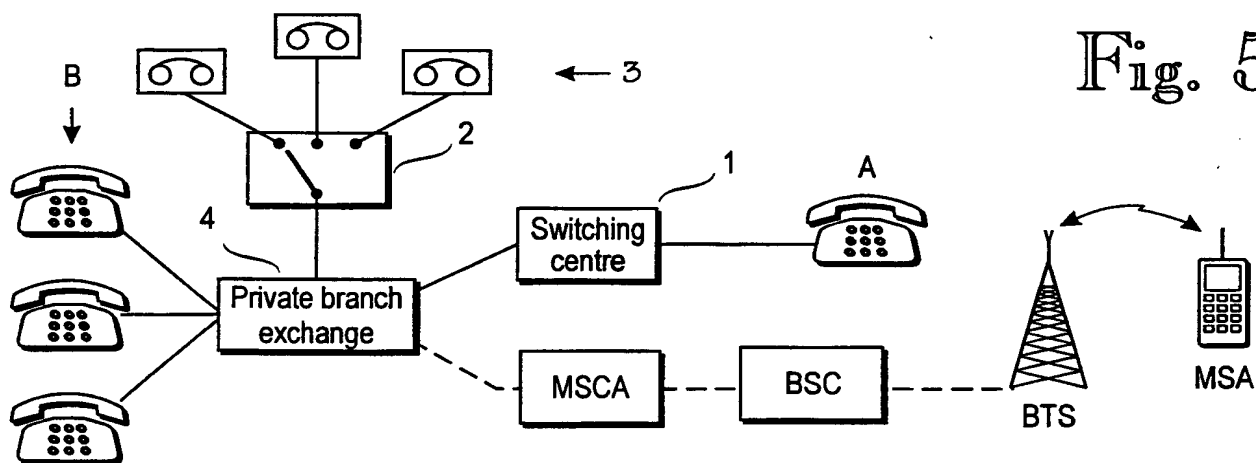 Fig. 5
3
B
2
1
A
4
Switching
centre
Private branch
exchange
MSCA
BSC
BTS
MSA